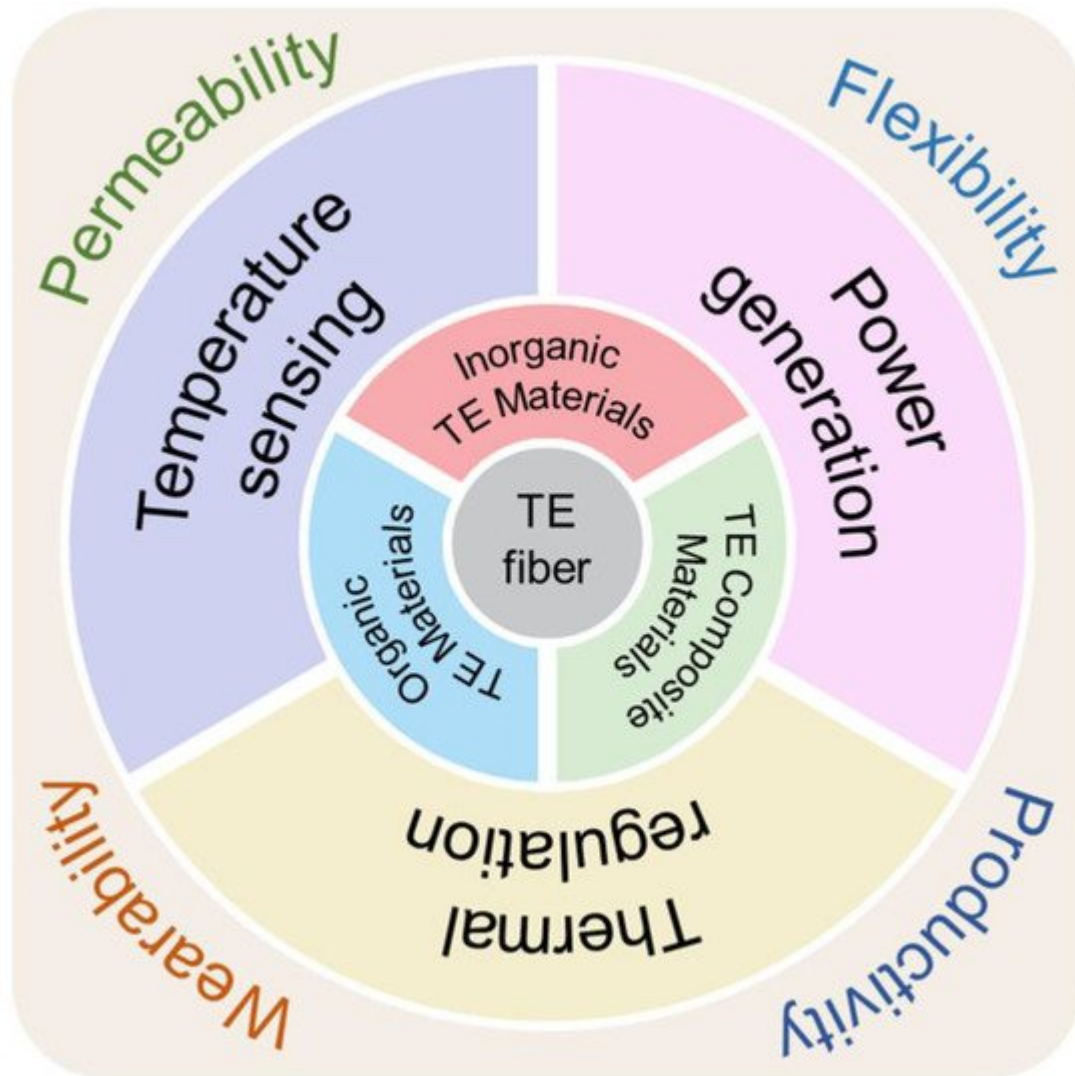 Permeability
Flexibility
Temperature
sensing
Power
generation
Inorganic
TE Materials
TE
fiber
Organic
TE Materials
TE Composite
Materials
Thermal
regulation
Wearability
Productivity